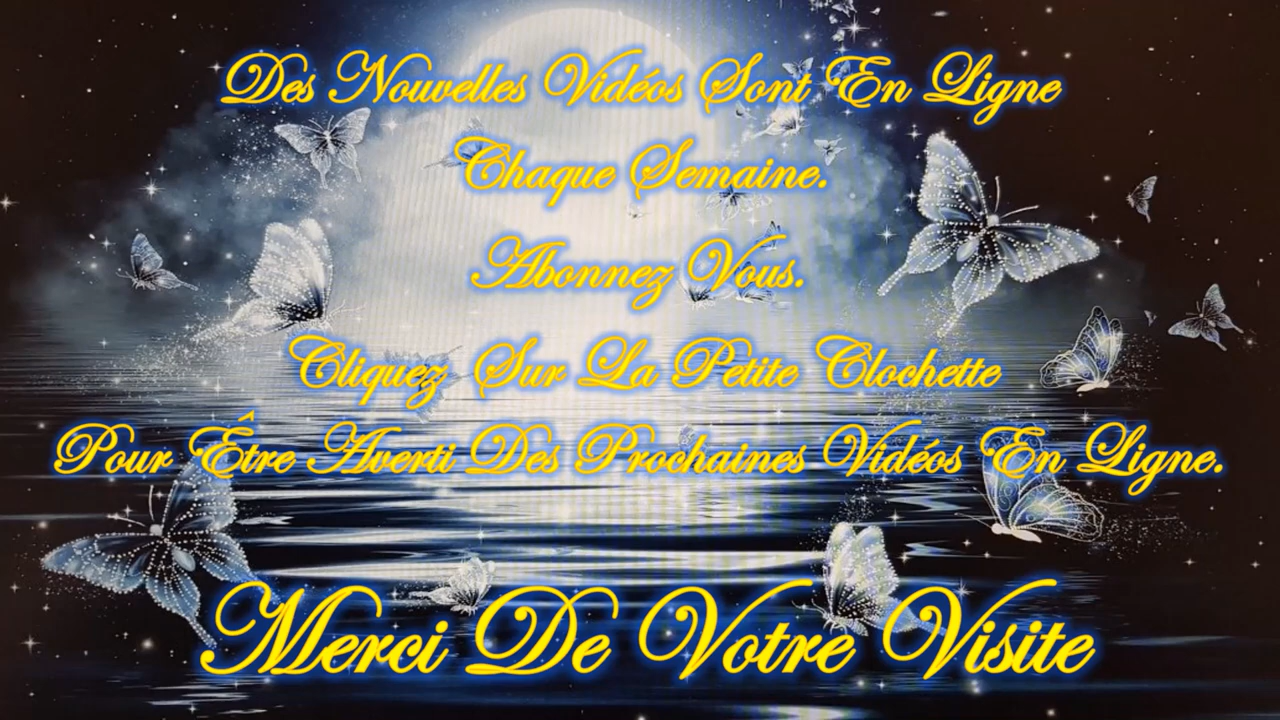 Des Nouvelles Vidéos Sont En Ligne
Chaque Semaine.
Abonnez Vous.
Cliquez Sur La Petite Clochette
Pour Être Averti Des Prochaines Vidéos En Ligne.
Merci De Votre Visite